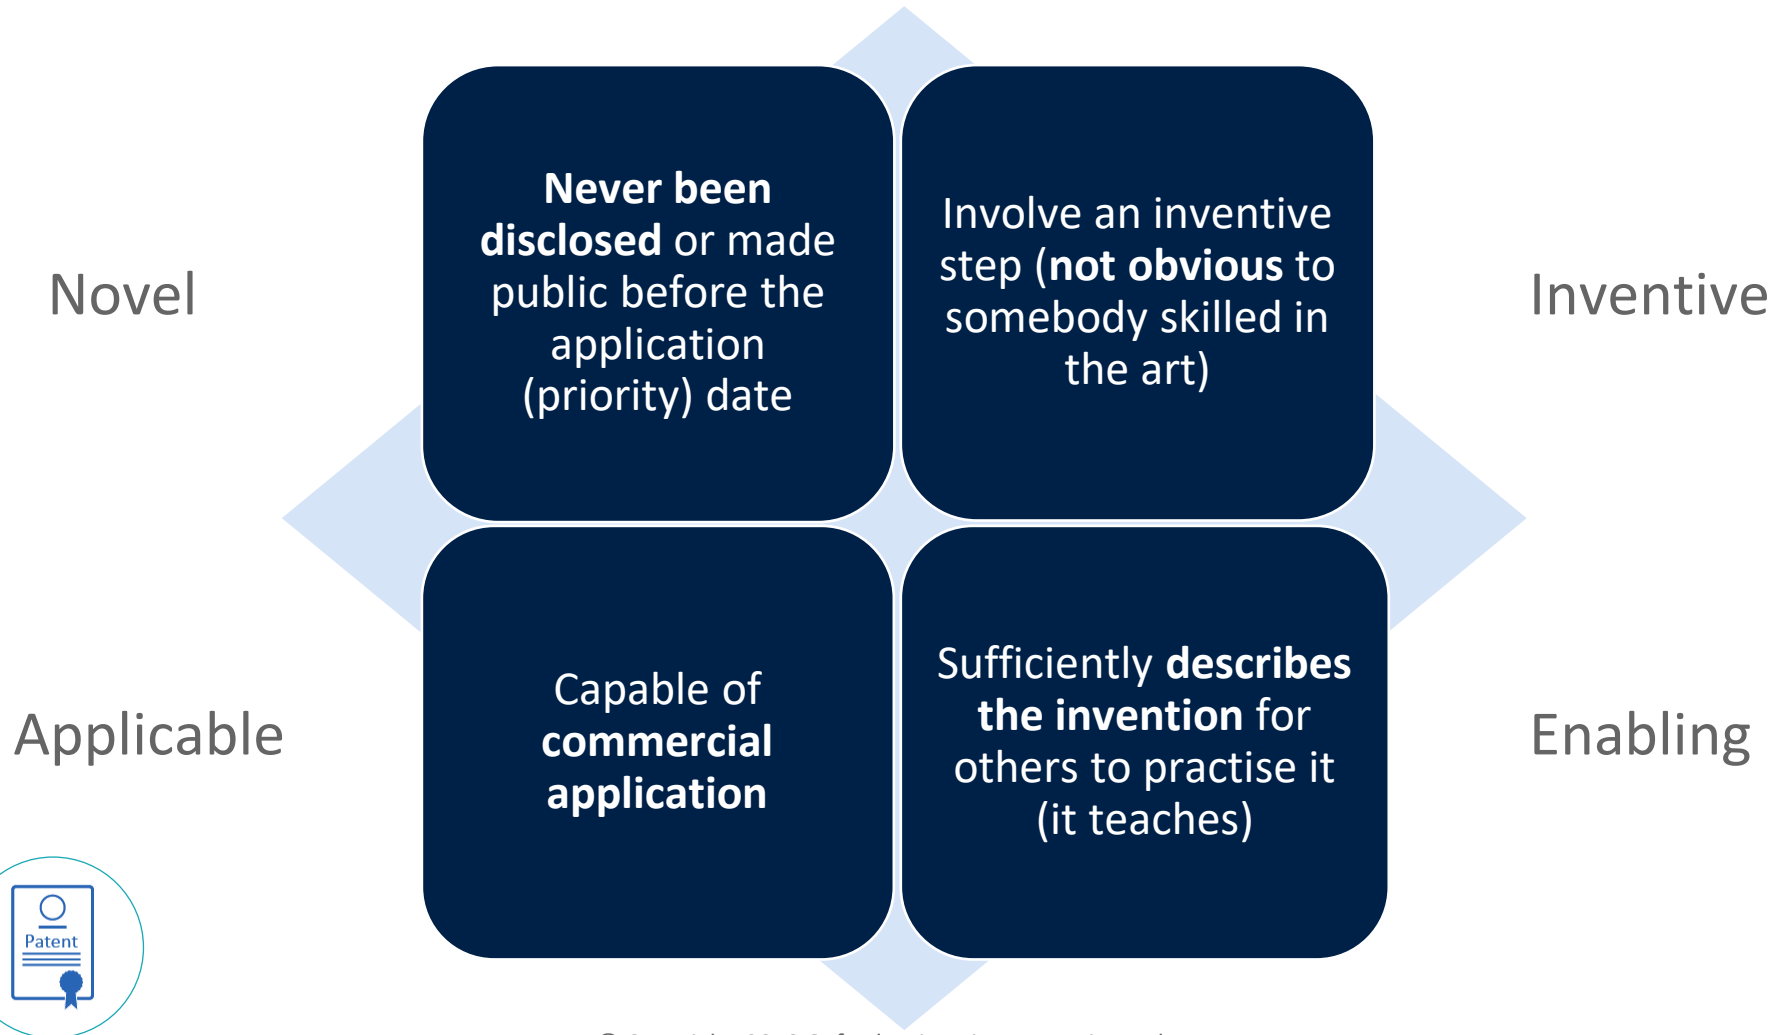 Novel
Never been
disclosed or made
public before the
application
(priority) date
Involve an inventive
step (not obvious to
somebody skilled in
the art)
Inventive
Applicable
Capable of
commercial
application
Sufficiently describes
the invention for
others to practise it
(it teaches)
Enabling
Patent